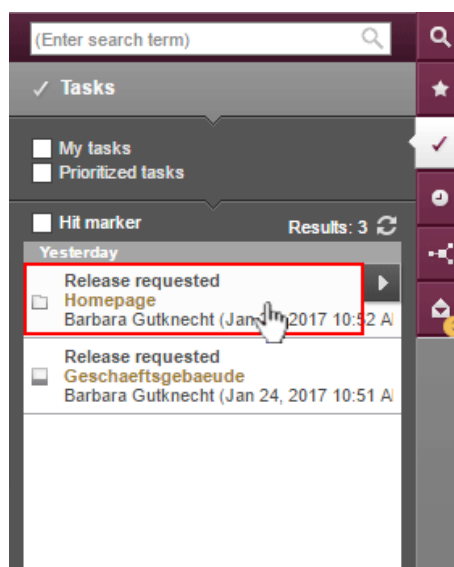 (Enter search term)
Tasks
My tasks
Prioritized tasks
Hit marker
Results: 3
Yesterday
Release requested
Homepage
Barbara Gutknecht (Jan 2017 10:52 A
Release requested
Geschaeftsgebaeude
Barbara Gutknecht (Jan 24, 2017 10:51 A